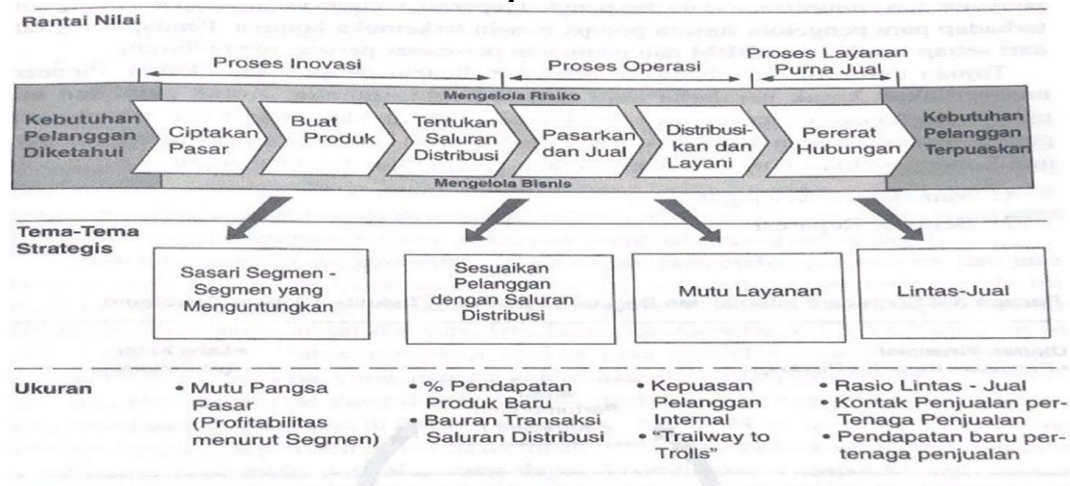 Rantai Nilai
Proses Inovasi
Proses Operasi
Proses Layanan
Purna Jual
Mengelola Risiko
Kebutuhan
Pelanggan
Diketahui
Ciptakan
Pasar
Buat
Produk
Tentukan
Saluran
Distribusi
Pasarkan
dan Jual
Distribusi-
kan dan
Layani
Pererat
Hubungan
Kebutuhan
Pelanggan
Terpuaskan
Mengelola Bisnis
Tema-Tema
Strategis
Sasari Segmen -
Segmen yang
Menguntungkan
Sesuaikan
Pelanggan
dengan Saluran
Distribusi
Mutu Layanan
Lintas-Jual
Ukuran
• Mutu Pangsa
Pasar
(Profitabilitas
menurut Segmen)
• % Pendapatan
Produk Baru
• Bauran Transaksi
Saluran Distribusi
• Kepuasan
Pelanggan
Internal
• "Trailway to
Trolls"
• Rasio Lintas - Jual
• Kontak Penjualan per-
Tenaga Penjualan
• Pendapatan baru per-
tenaga penjualan